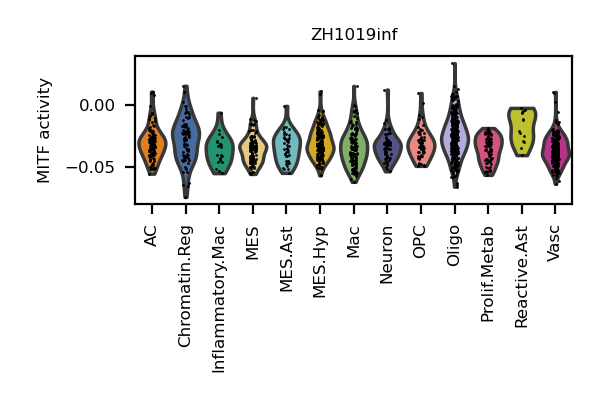 ZH1019inf
MITF activity
0.00
−0.05
AC
Chromatin.Reg
Inflammatory.Mac
MES
MES.Ast
MES.Hyp
Mac
Neuron
OPC
Oligo
Prolif.Metab
Reactive.Ast
Vasc